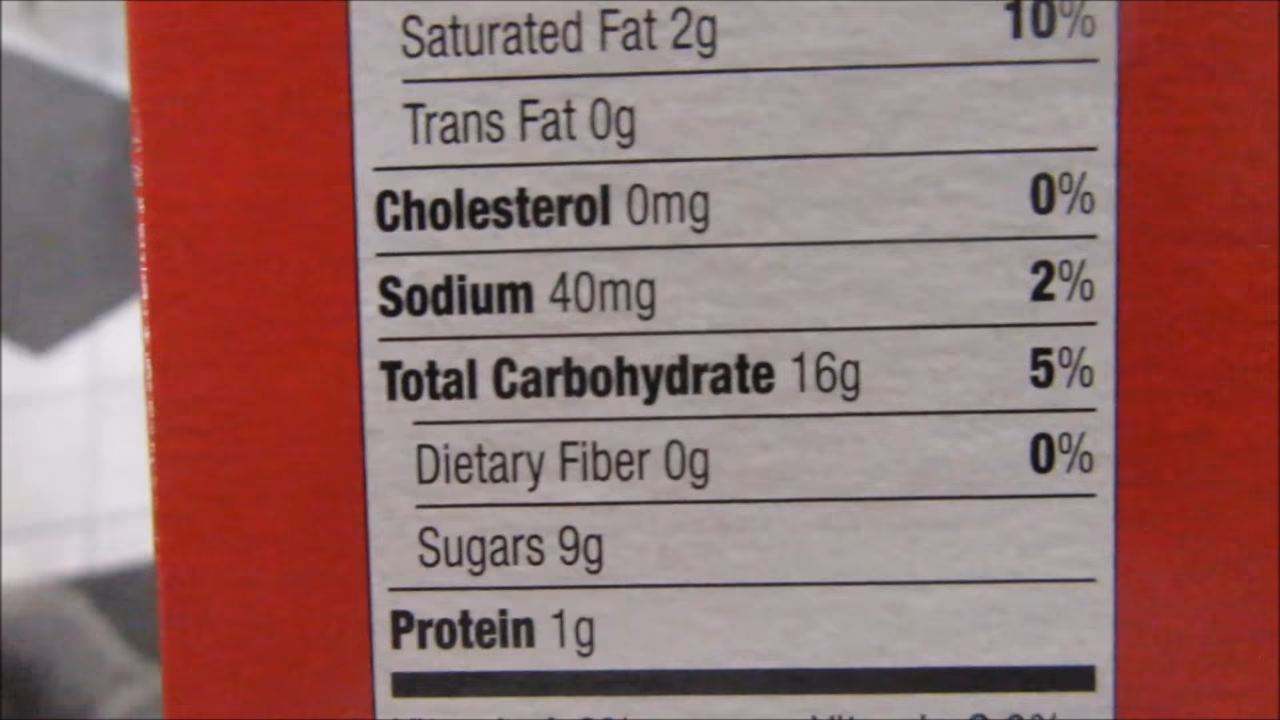 Saturated Fat 2g 10%
Trans Fat 0g
Cholesterol 0mg 0%
Sodium 40mg 2%
Total Carbohydrate 16g 5%
Dietary Fiber 0g 0%
Sugars 9g
Protein 1g